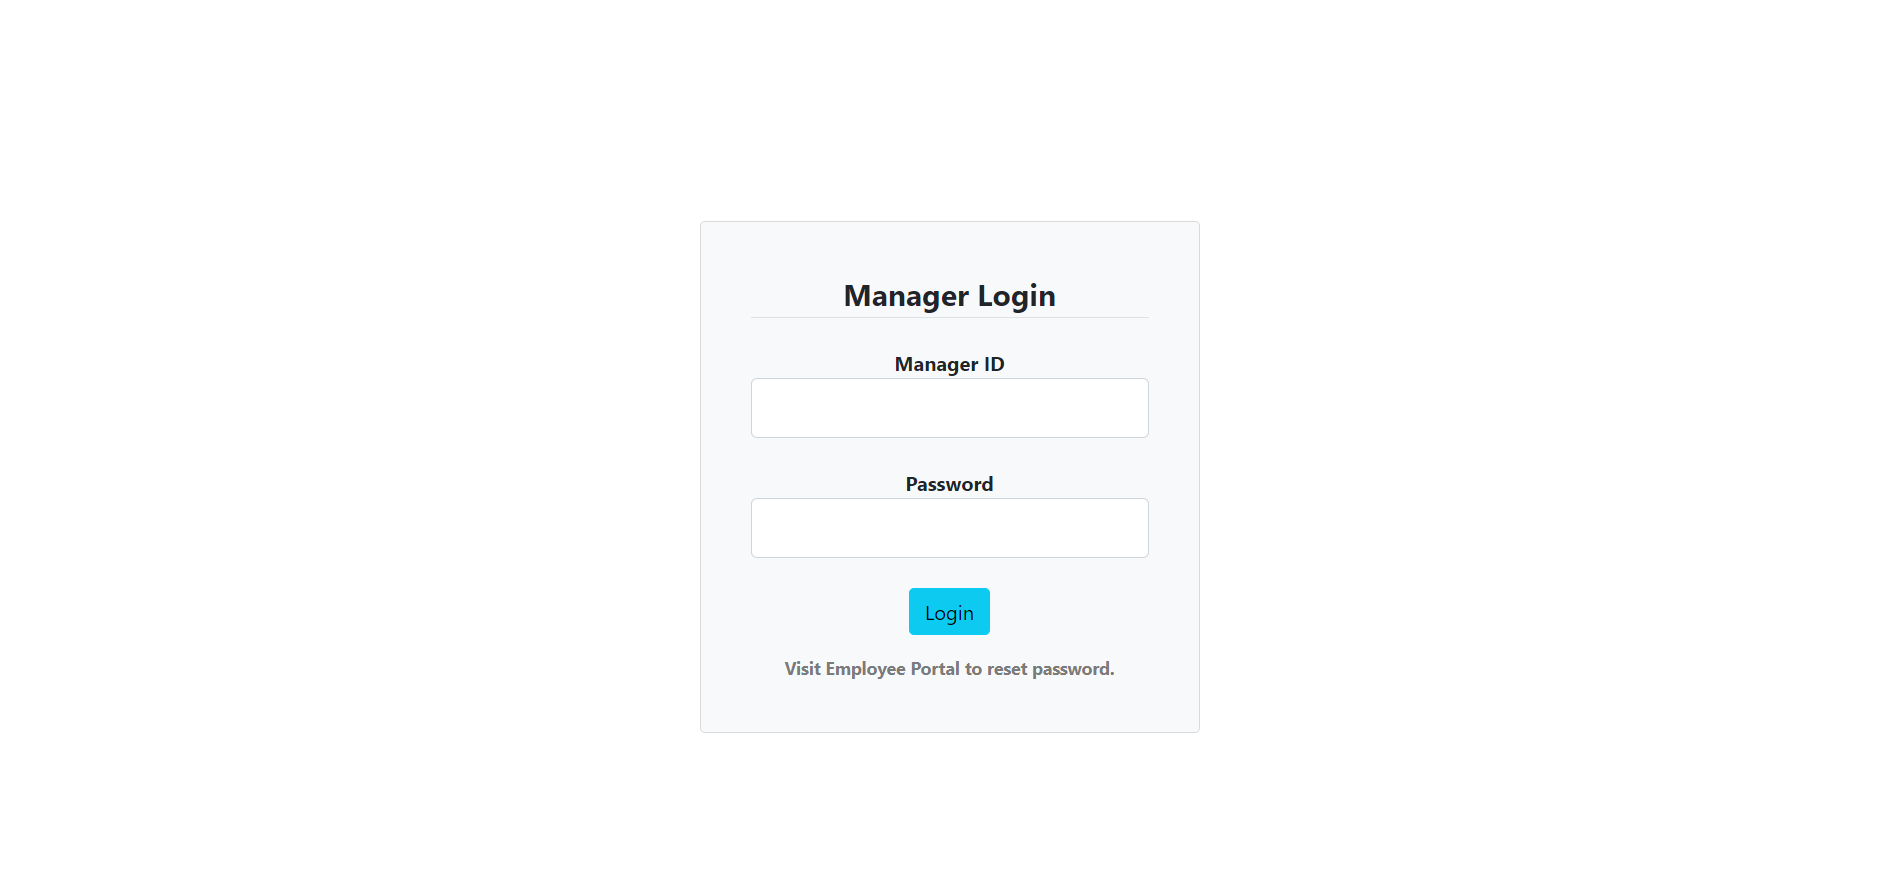 Manager Login
Manager ID
Password
Login
Visit Employee Portal to reset password.